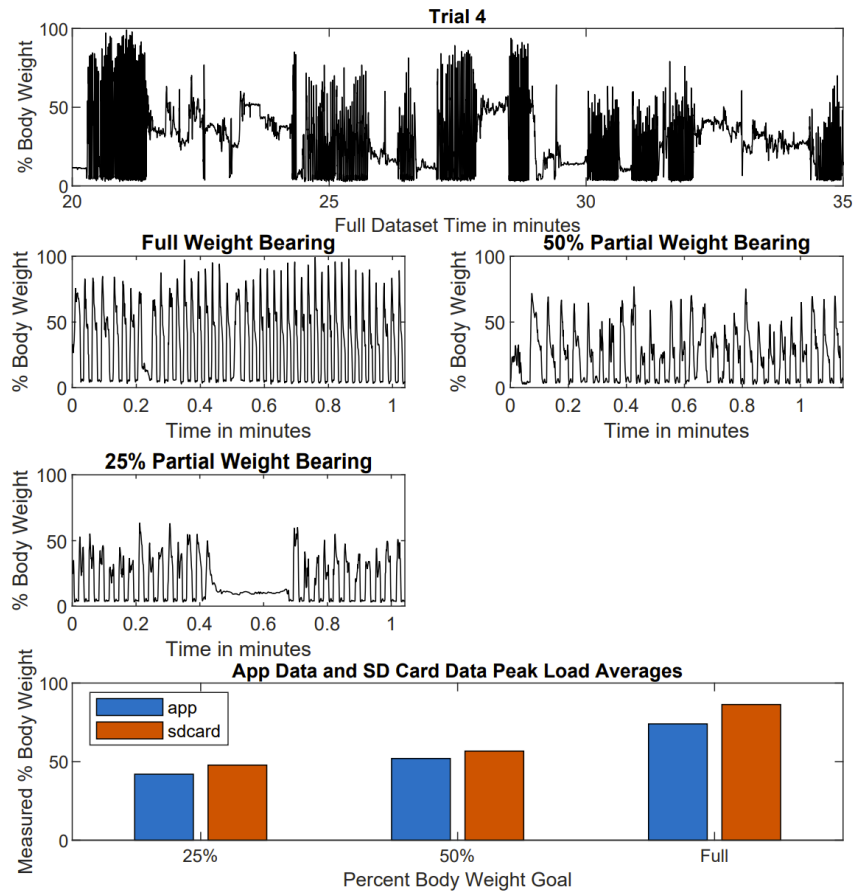 Trial 4
% Body Weight
100
50
0
20
25
30
35
Full Dataset Time in minutes
Full Weight Bearing
% Body Weight
100
50
0
0
0.2
0.4
0.6
0.8
1
Time in minutes
50% Partial Weight Bearing
% Body Weight
100
50
0
0
0.2
0.4
0.6
0.8
1
Time in minutes
25% Partial Weight Bearing
% Body Weight
100
50
0
0
0.2
0.4
0.6
0.8
1
Time in minutes
App Data and SD Card Data Peak Load Averages
Measured % Body Weight
100
50
0
app
sdcard
25%
50%
Full
Percent Body Weight Goal